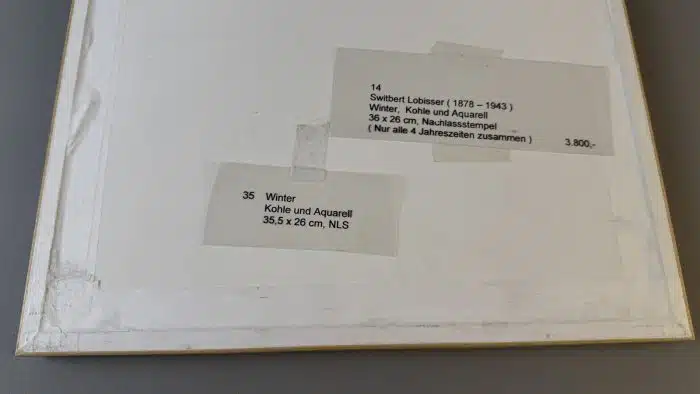 14
Switbert Lobisser ( 1878 – 1943 )
Winter, Kohle und Aquarell
36 x 26 cm, Nachlassstempel
( Nur alle 4 Jahreszeiten zusammen ) 3.800,-
35 Winter
Kohle und Aquarell
35,5 x 26 cm, NLS